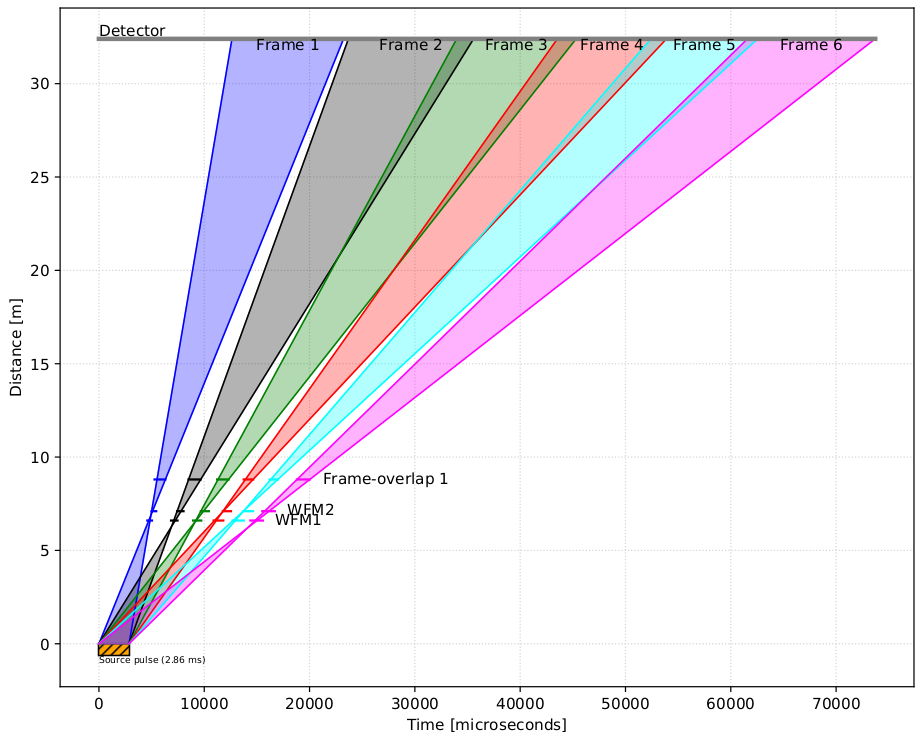 Detector
Frame 1 Frame 2 Frame 3 Frame 4 Frame 5 Frame 6
30
25
20
15
10
5
0
Distance [m]
Frame-overlap 1
WFM2
WFM1
Source pulse (2.86 ms)
0 10000 20000 30000 40000 50000 60000 70000
Time [microseconds]